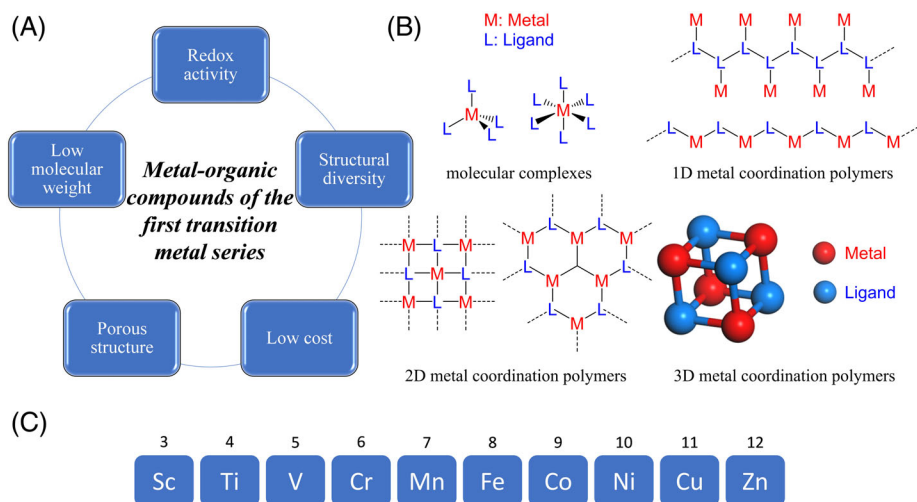 (A)
Redox
activity
Low
molecular
weight
Structural
diversity
Metal-organic
compounds of the
first transition
metal series
Porous
structure
Low cost
(B)
M: Metal
L: Ligand
L
M
L
L
L
L
L
L
M
L
L
L
molecular complexes
M M M M
L L L L
L L L L
M M M M
L L L L L
M M M M M
1D metal coordination polymers
M L M
L M L
M L M
L L
M M M
L L
M M
L L
M
2D metal coordination polymers
Metal
Ligand
3D metal coordination polymers
(C)
3 4 5 6 7 8 9 10 11 12
Sc Ti V Cr Mn Fe Co Ni Cu Zn